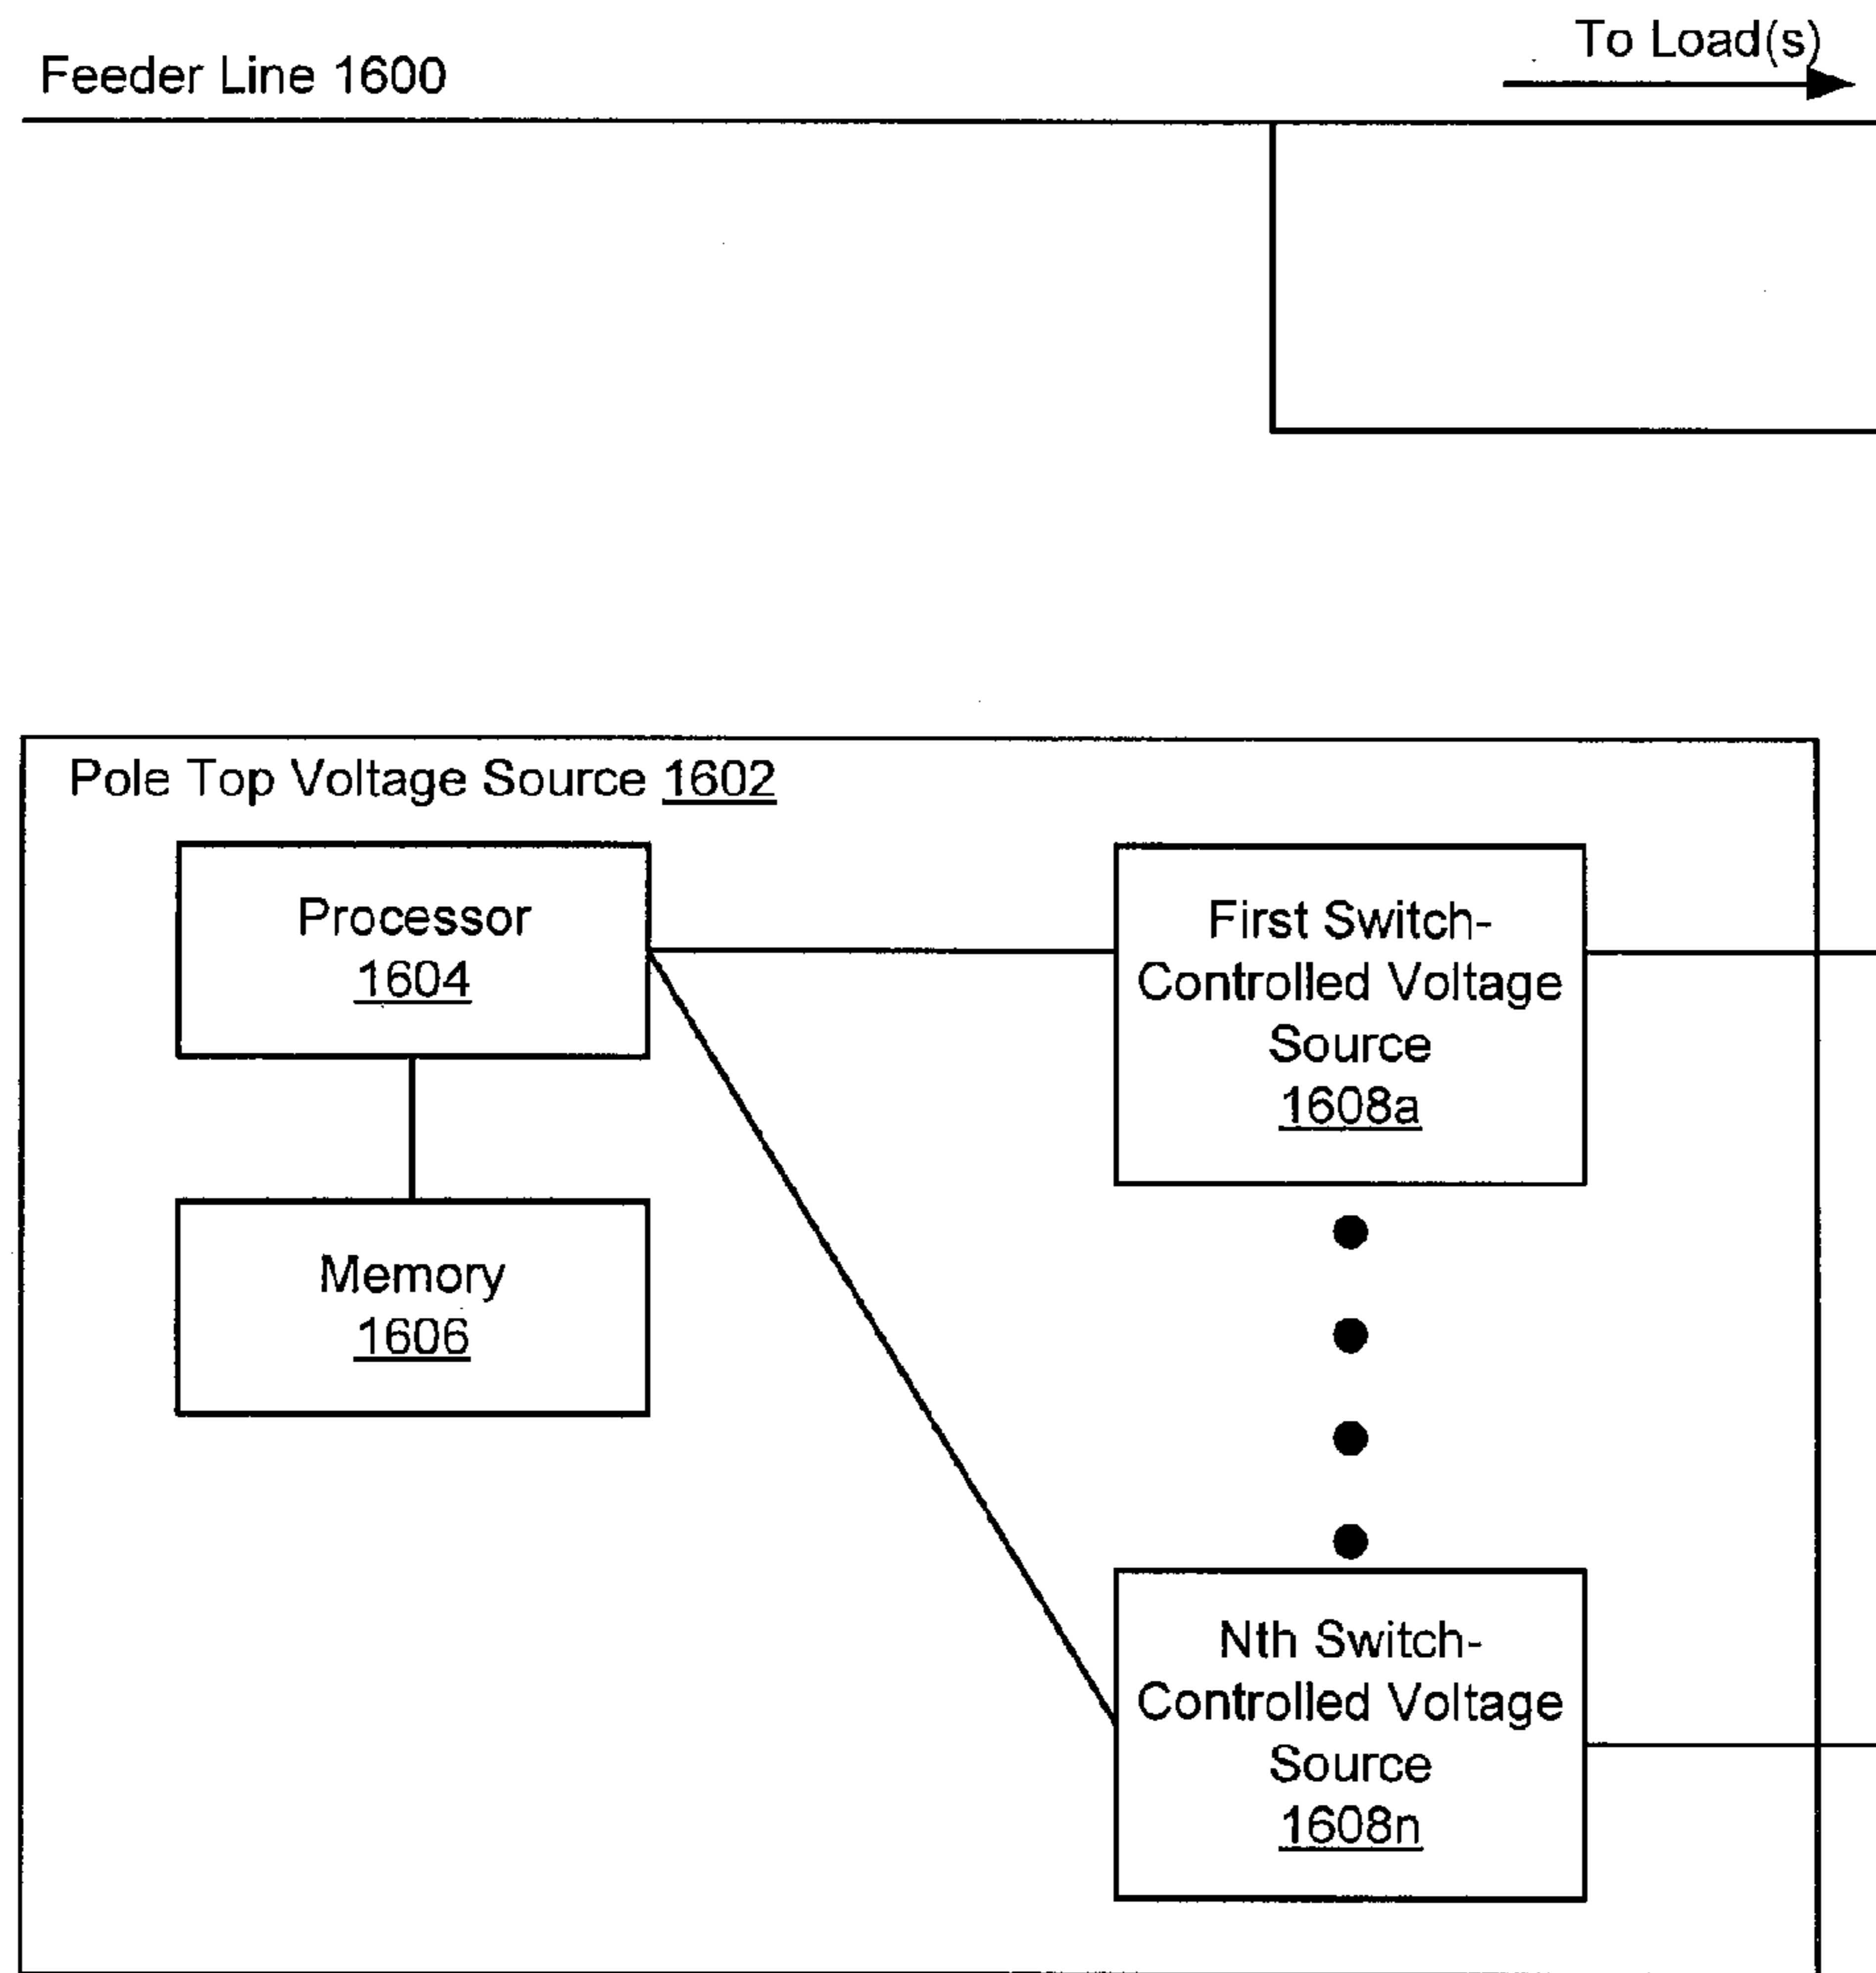 To Load(s)
Feeder Line 1600
Pole Top Voltage Source 1602
Processor
1604
First Switch-
Controlled Voltage
Source
1608a
Memory
1606
Nth Switch-
Controlled Voltage
Source
1608n